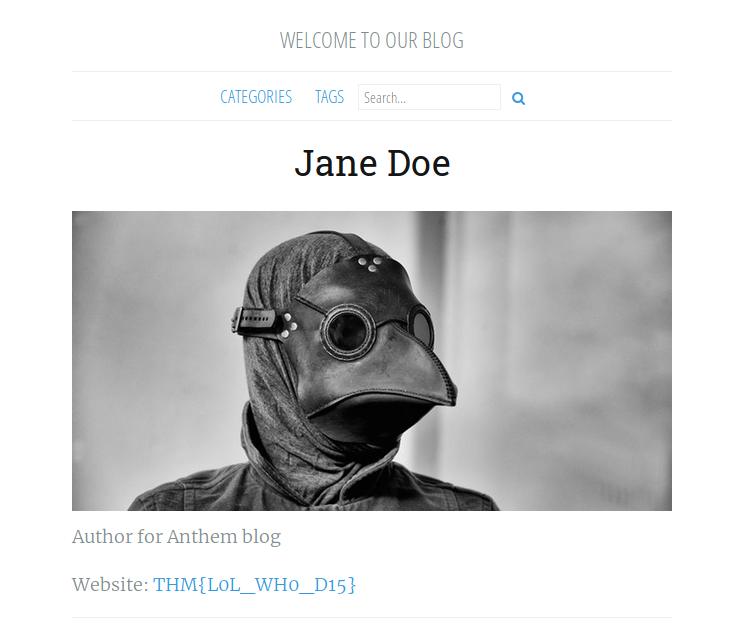 WELCOME TO OUR BLOG
CATEGORIES TAGS Search...
Jane Doe
Author for Anthem blog
Website: THM{L0L_WH0_D15}